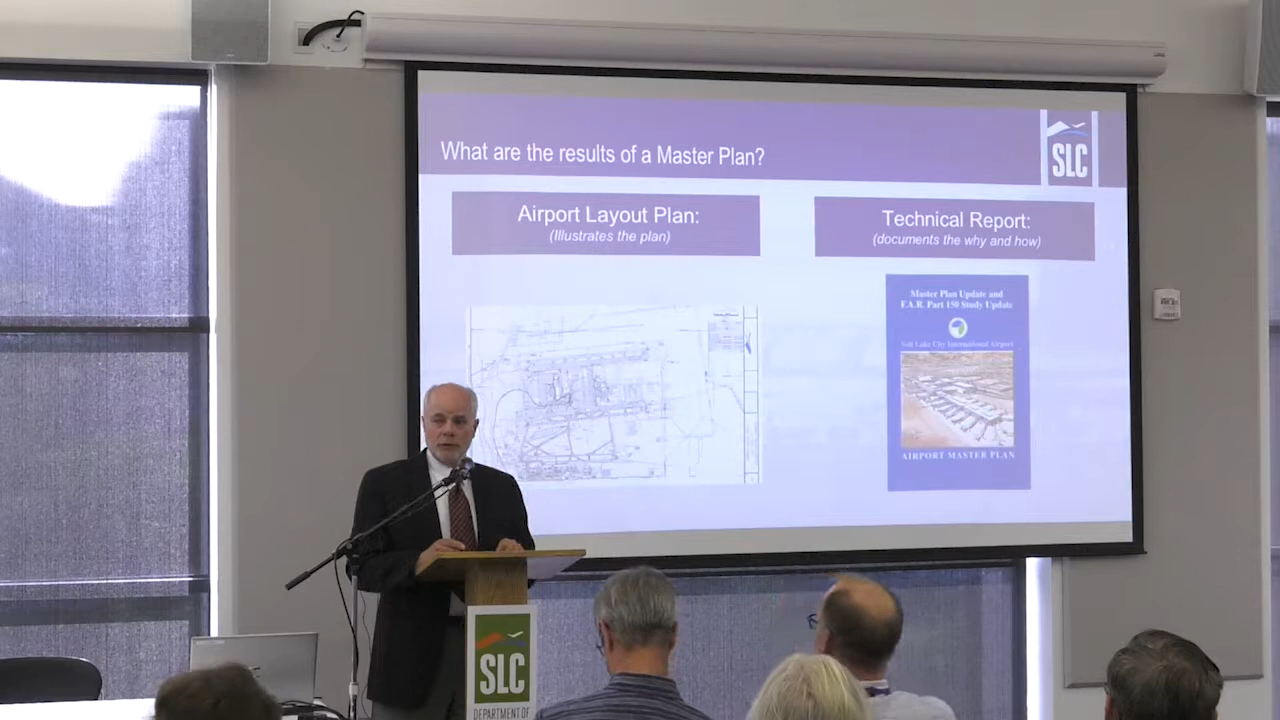 What are the results of a Master Plan?
SLC
Airport Layout Plan:
(Illustrates the plan)
Technical Report:
(documents the why and how)
Master Plan Update and
F.A.R. Part 150 Study Update
Salt Lake City International Airport
AIRPORT MASTER PLAN
SLC
DEPARTMENT OF